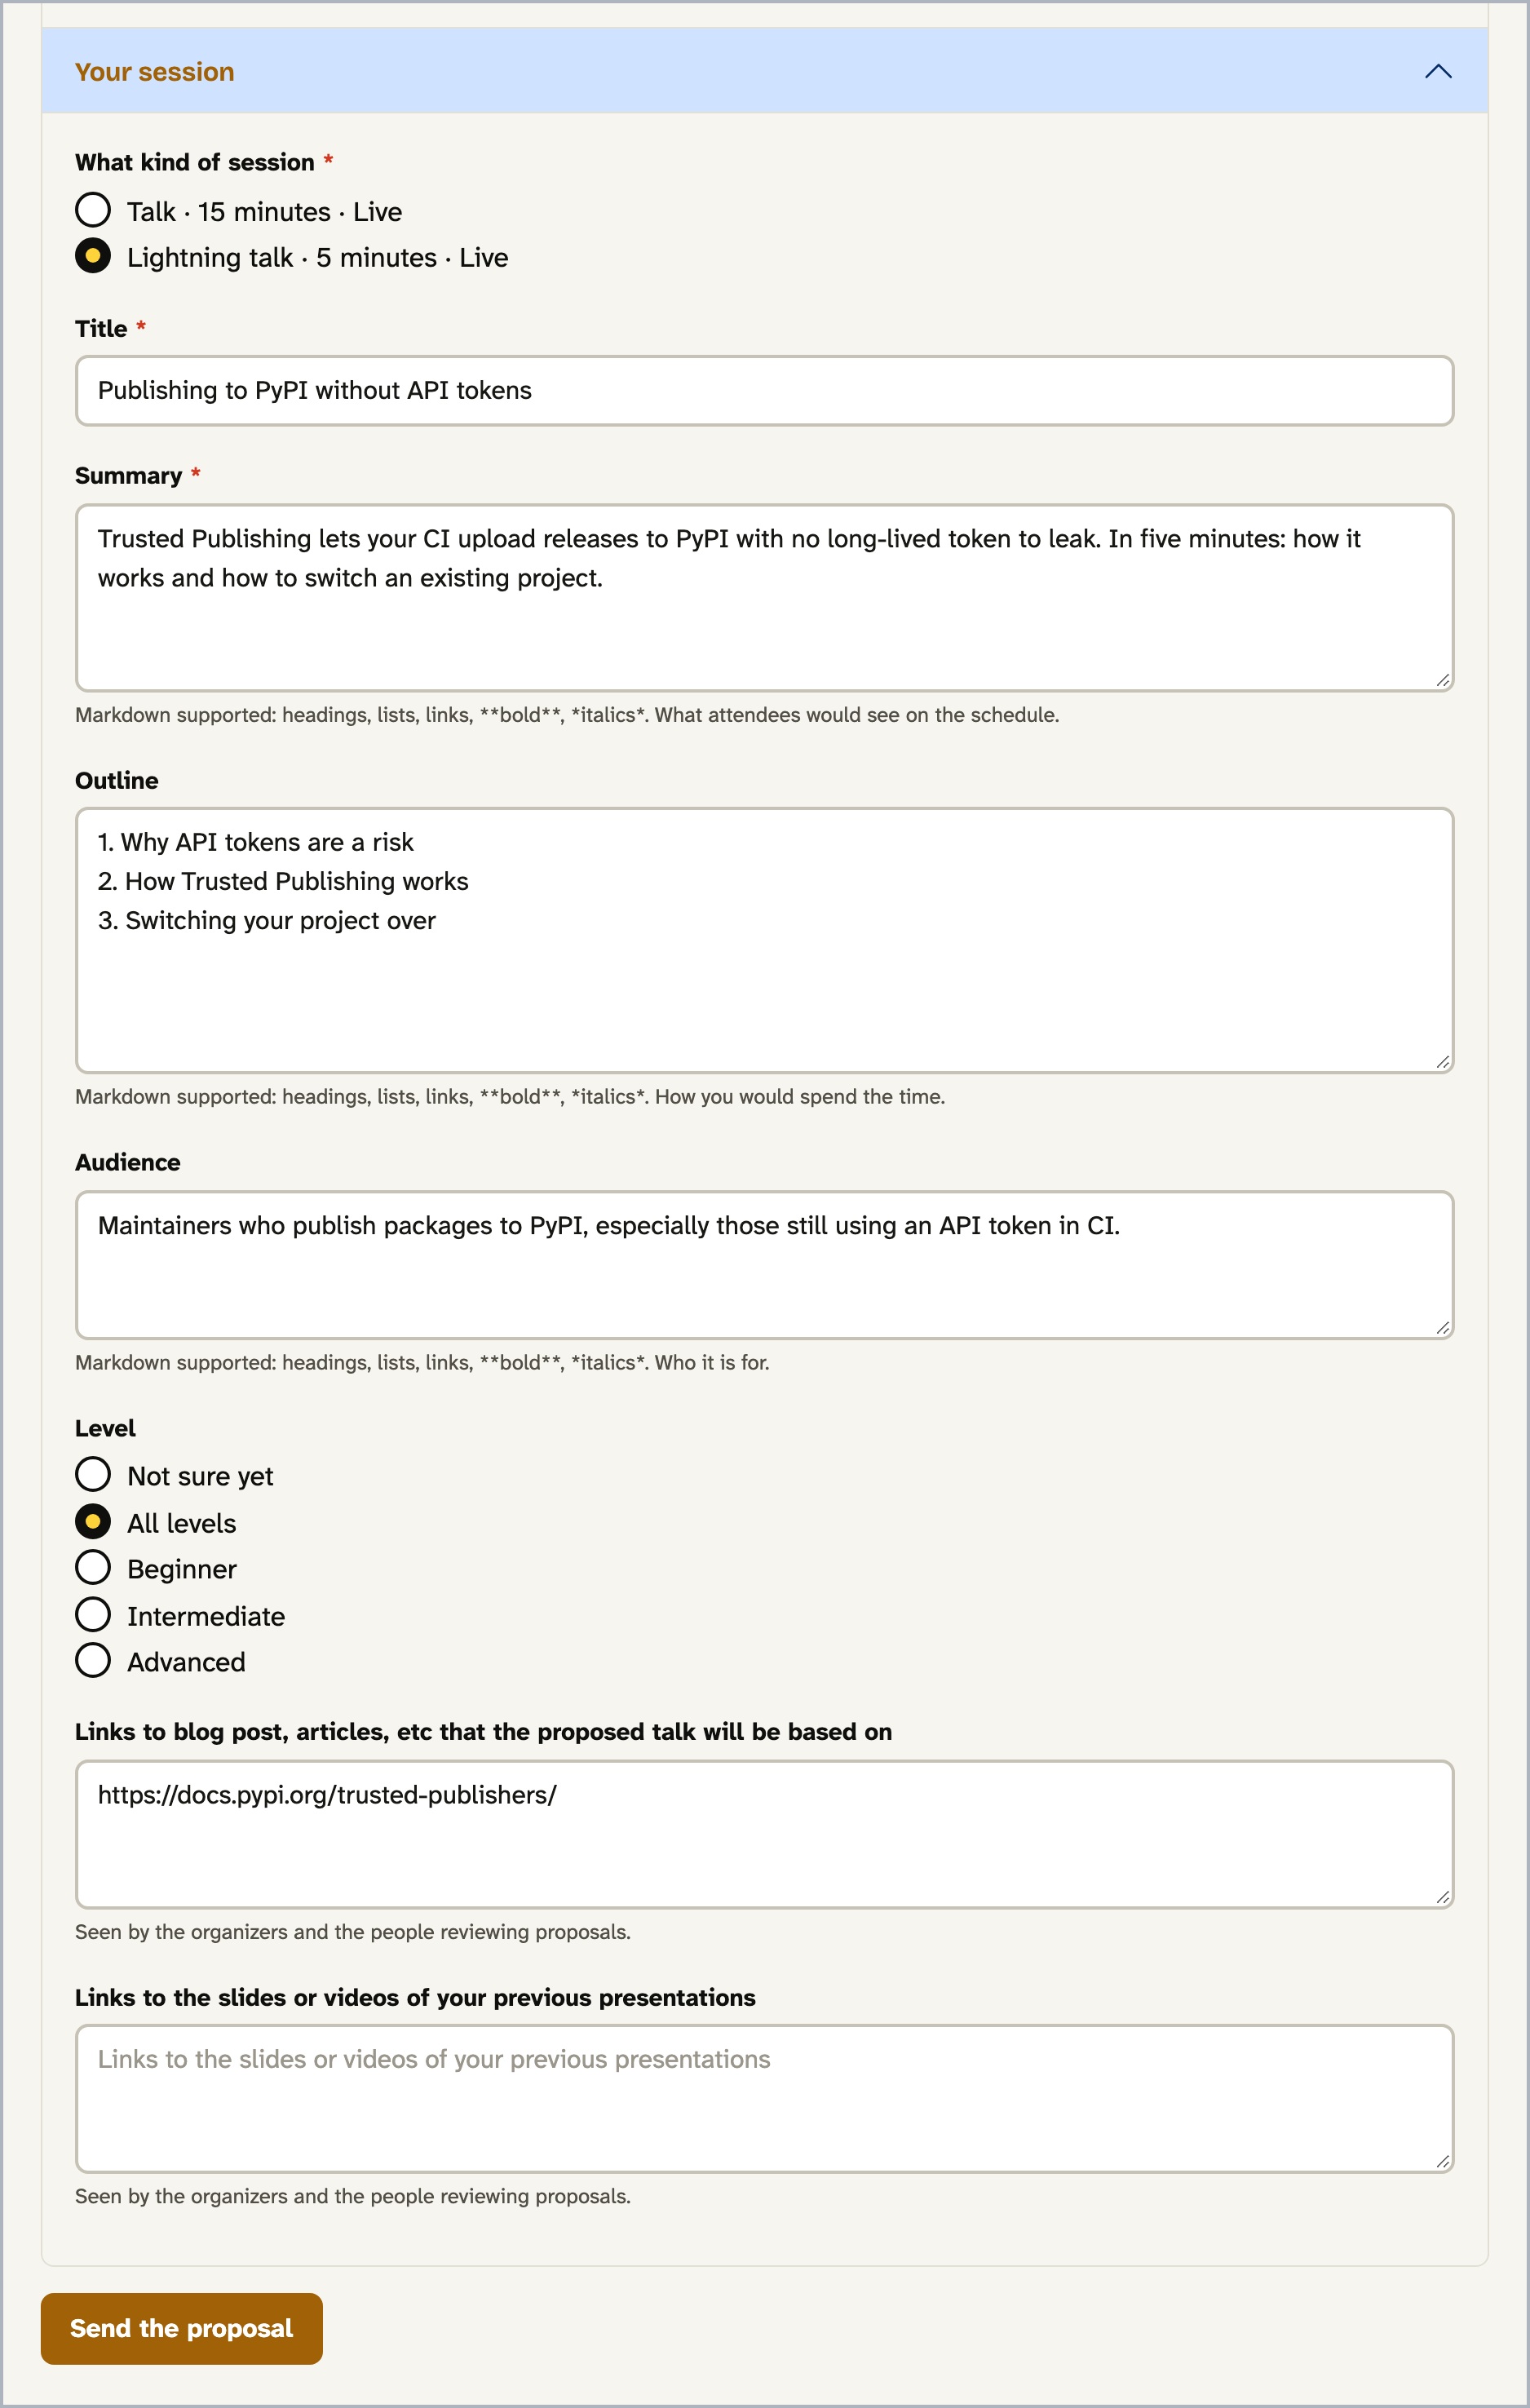 Your session
What kind of session *
Talk · 15 minutes · Live
Lightning talk · 5 minutes · Live
Title *
Publishing to PyPI without API tokens
Summary *
Trusted Publishing lets your CI upload releases to PyPI with no long-lived token to leak. In five minutes: how it
works and how to switch an existing project.
Markdown supported: headings, lists, links, **bold**, *italics*. What attendees would see on the schedule.
Outline
1. Why API tokens are a risk
2. How Trusted Publishing works
3. Switching your project over
Markdown supported: headings, lists, links, **bold**, *italics*. How you would spend the time.
Audience
Maintainers who publish packages to PyPI, especially those still using an API token in CI.
Markdown supported: headings, lists, links, **bold**, *italics*. Who it is for.
Level
Not sure yet
All levels
Beginner
Intermediate
Advanced
Links to blog post, articles, etc that the proposed talk will be based on
https://docs.pypi.org/trusted-publishers/
Seen by the organizers and the people reviewing proposals.
Links to the slides or videos of your previous presentations
Links to the slides or videos of your previous presentations
Seen by the organizers and the people reviewing proposals.
Send the proposal